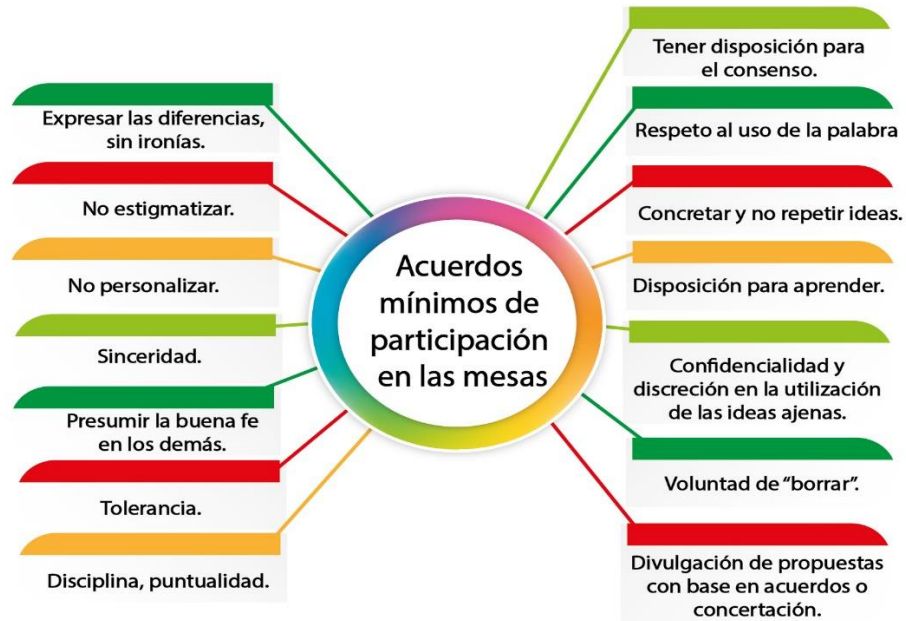 Acuerdos
mínimos de
participación
en las mesas
Expresar las diferencias,
sin ironías.
No estigmatizar.
No personalizar.
Sinceridad.
Presumir la buena fe
en los demás.
Tolerancia.
Disciplina, puntualidad.
Tener disposición para
el consenso.
Respeto al uso de la palabra
Concretar y no repetir ideas.
Disposición para aprender.
Confidencialidad y
discreción en la utilización
de las ideas ajenas.
Voluntad de “borrar”.
Divulgación de propuestas
con base en acuerdos o
concertación.